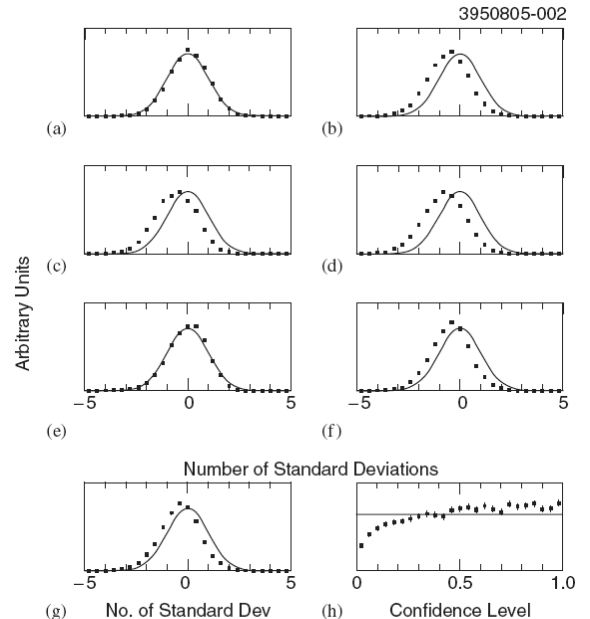 3950805-002
(a)
(b)
(c)
(d)
Arbitrary Units
−5 0 5
−5 0 5
(e)
(f)
Number of Standard Deviations
−5 0 5
0 0.5 1.0
(g) No. of Standard Dev
(h) Confidence Level